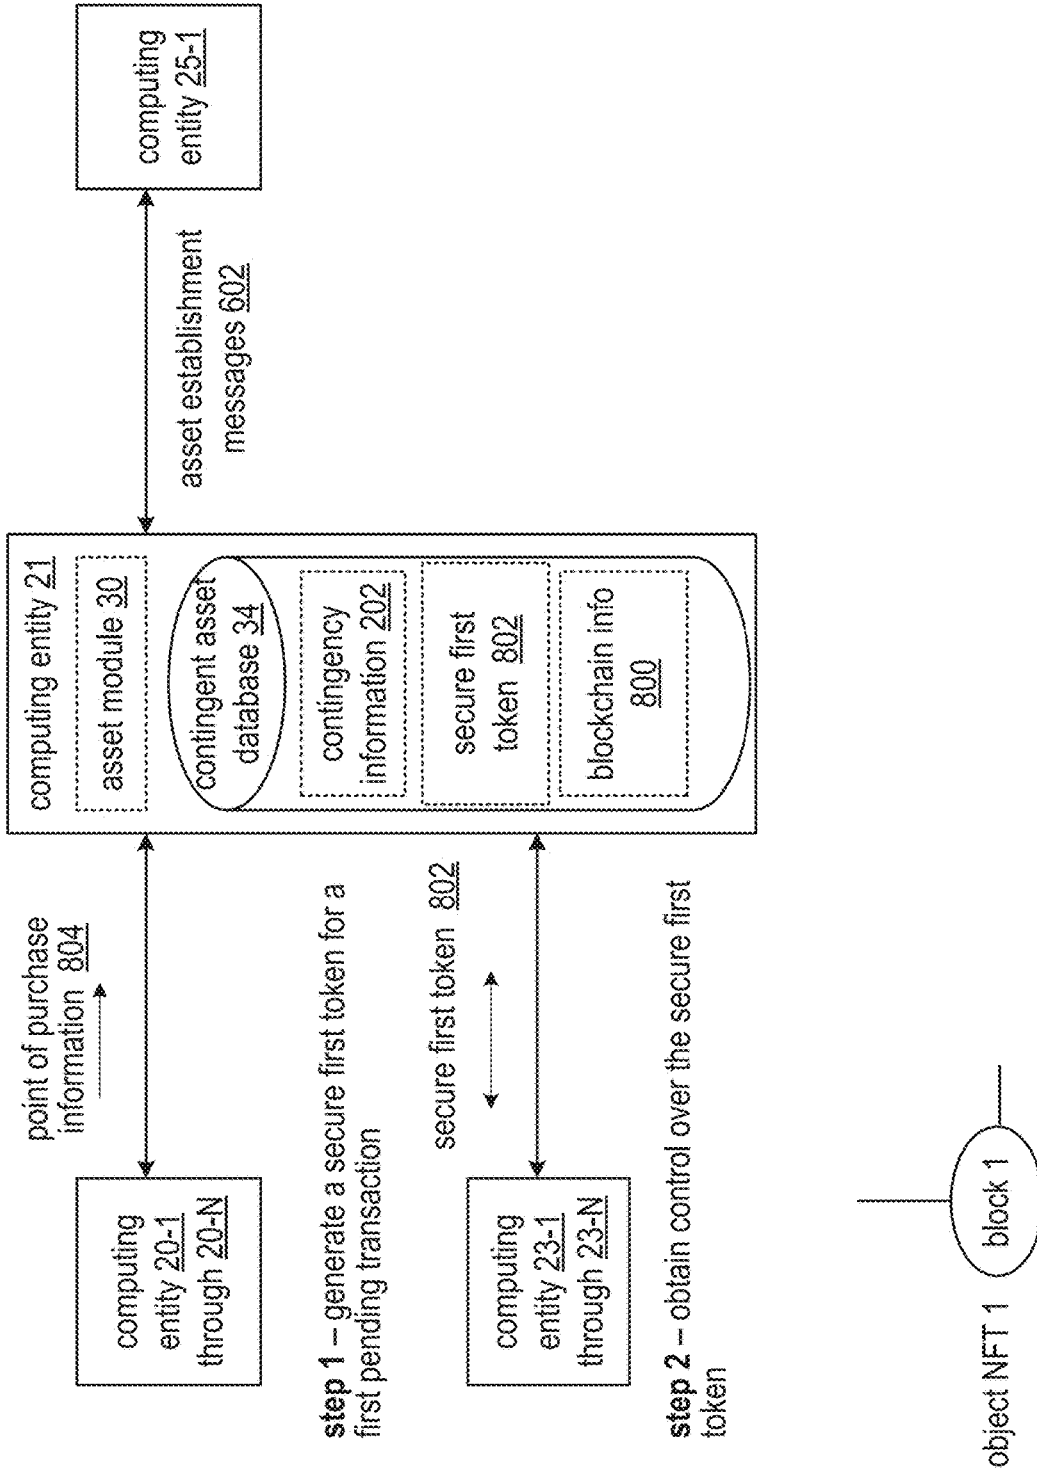 point of purchase
information 804
computing
entity 20-1
through 20-N
computing entity 21
asset module 30
contingent asset
database 34
contingency
information 202
secure first
token 802
blockchain info
800
asset establishment
messages 602
computing
entity 25-1
step 1 – generate a secure first token for a
first pending transaction
secure first token 802
computing
entity 23-1
through 23-N
step 2 – obtain control over the secure first
token
object NFT 1
block 1